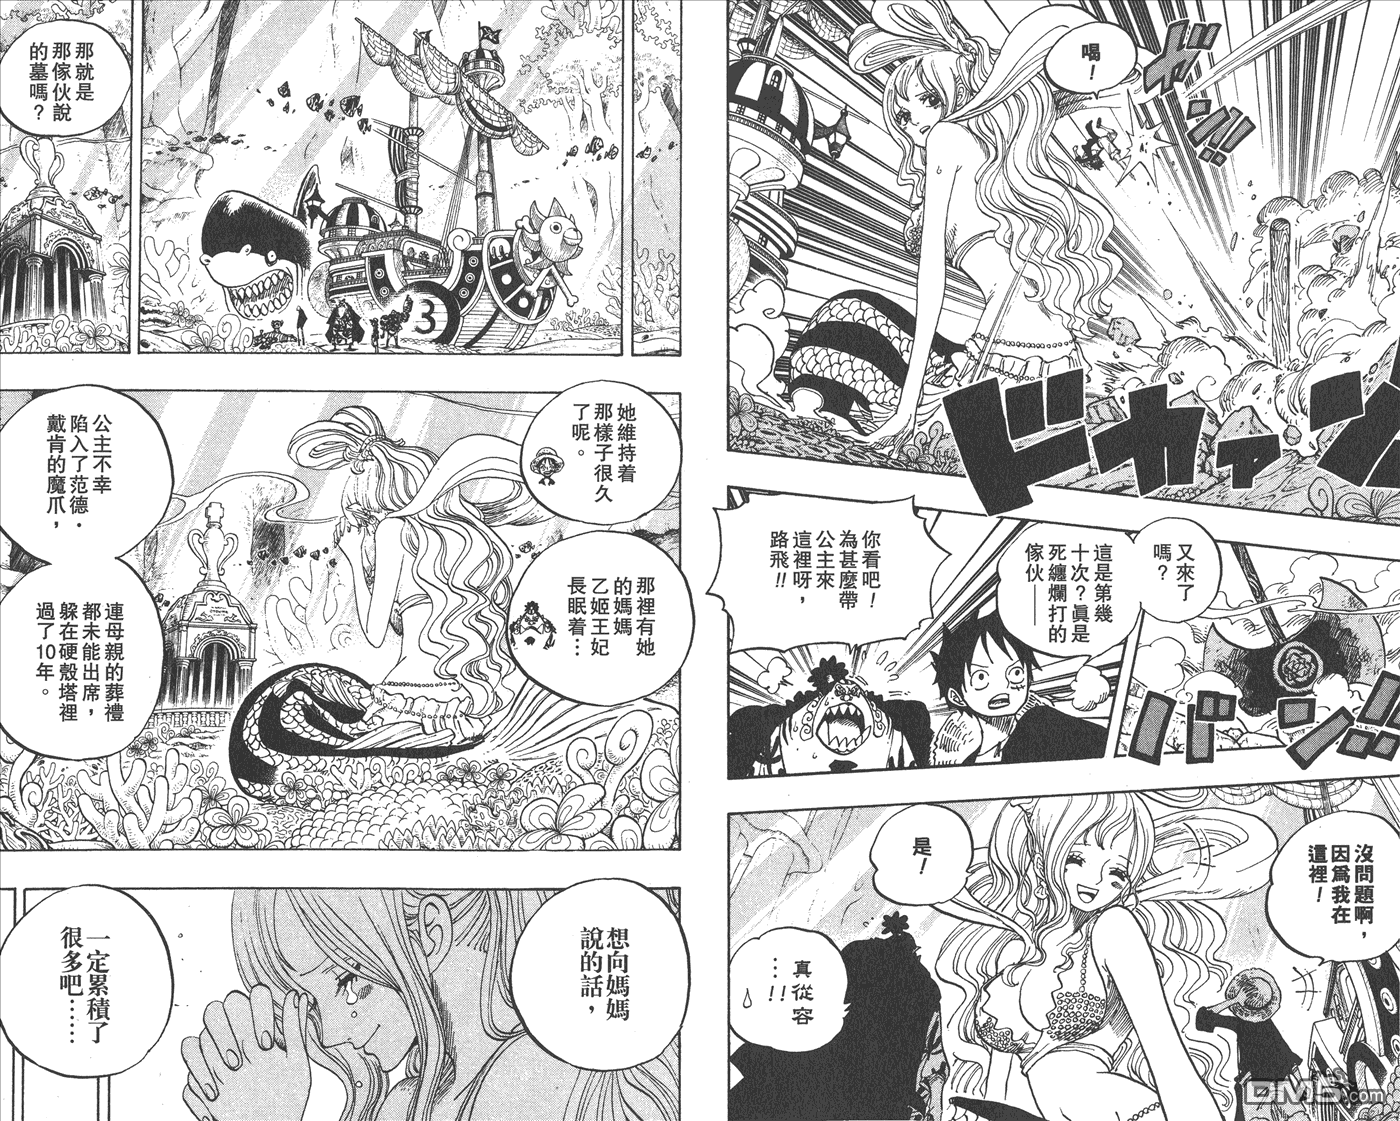 喝！
ズドン!!
ドカァン
又來了
嗎？
這是第幾
十次？眞是
死纏爛打的
傢伙——
バンッ!!
你看吧！
為甚麼帶
公主來
這裡呀，
路飛!!
沒問題啊，
因為我在
這裡！
是！
真從容
…!!
那就是
那傢伙說
的墓嗎？
3
她維持着
那樣子很久
了呢。
那裡有她
的媽媽
乙姬王妃
長眠着…
公主不幸
陷入了范德．
戴肯的魔爪，
連母親的葬禮
都未能出席，
躲在硬殼塔裡
過了10年。
想向媽媽
說的話，
一定累積了
很多吧……